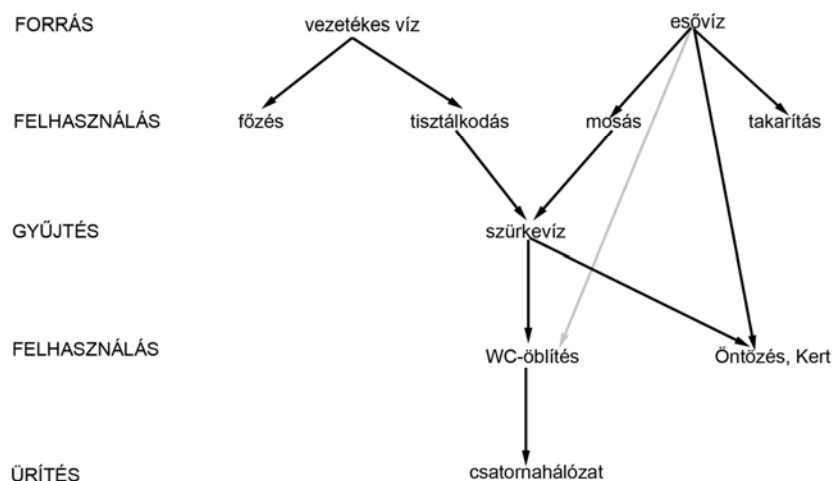 FORRÁS vezetékes víz esővíz
FELHASZNÁLÁS főzés tisztálkodás mosás takarítás
GYŰJTÉS szürkevíz
FELHASZNÁLÁS WC-öblítés Öntözés, Kert
ÜRÍTÉS csatornahálózat